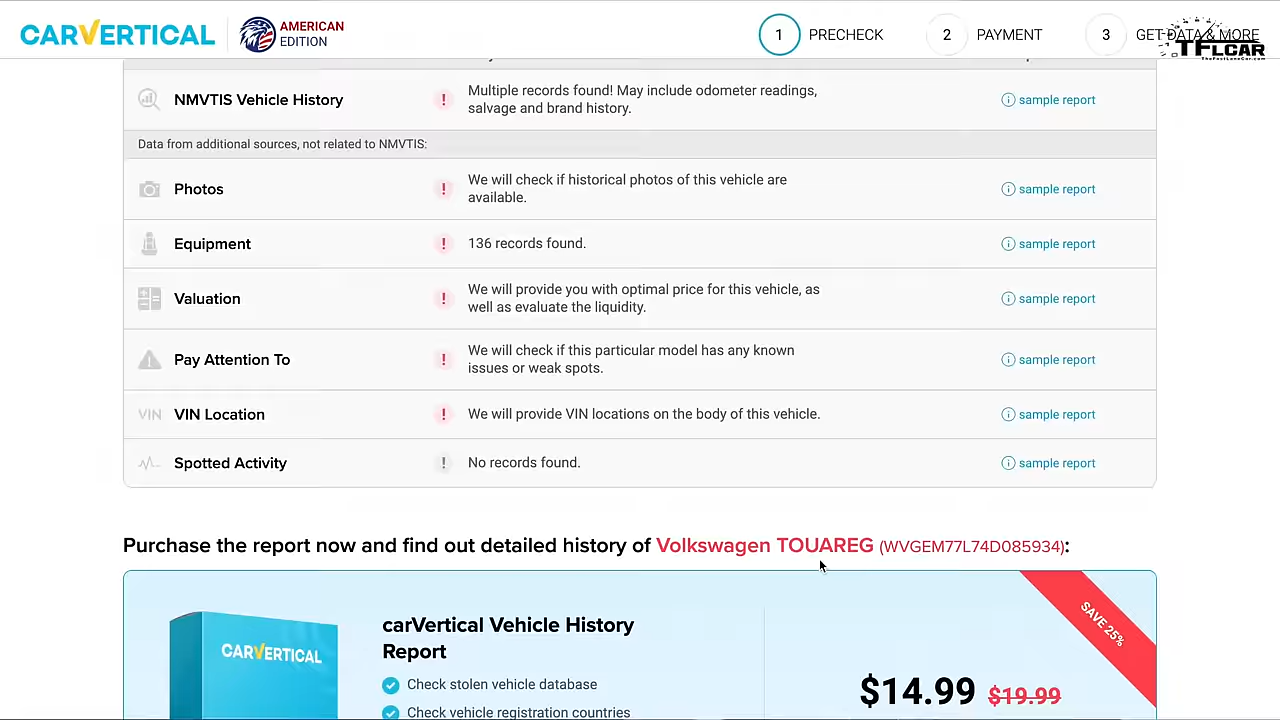 CARVERTICAL
AMERICAN
EDITION
1 PRECHECK
2 PAYMENT
3 GET DATA & MORE
TFLCAR
TheFastLaneCar.com
NMVTIS Vehicle History
! Multiple records found! May include odometer readings,
salvage and brand history.
i sample report
Data from additional sources, not related to NMVTIS:
Photos
! We will check if historical photos of this vehicle are
available.
i sample report
Equipment
! 136 records found.
i sample report
Valuation
! We will provide you with optimal price for this vehicle, as
well as evaluate the liquidity.
i sample report
Pay Attention To
! We will check if this particular model has any known
issues or weak spots.
i sample report
VIN VIN Location
! We will provide VIN locations on the body of this vehicle.
i sample report
Spotted Activity
! No records found.
i sample report
Purchase the report now and find out detailed history of Volkswagen TOUAREG (WVGEM77L74D085934):
CARVERTICAL
carVertical Vehicle History
Report
Check stolen vehicle database
Check vehicle registration countries
SAVE 25%
$14.99 $19.99